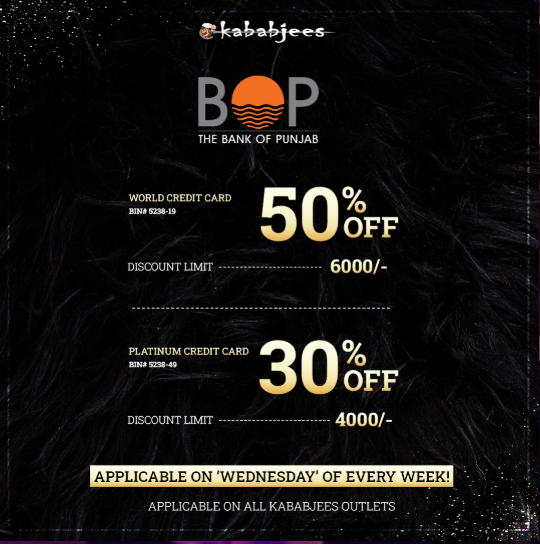 kababjees
BOP
THE BANK OF PUNJAB
WORLD CREDIT CARD
BIN# 5238-19
50% OFF
DISCOUNT LIMIT ------------------------- 6000/-
PLATINUM CREDIT CARD
BIN# 5238-49
30% OFF
DISCOUNT LIMIT --------------------------- 4000/-
APPLICABLE ON ‘WEDNESDAY’ OF EVERY WEEK!
APPLICABLE ON ALL KABABJEES OUTLETS